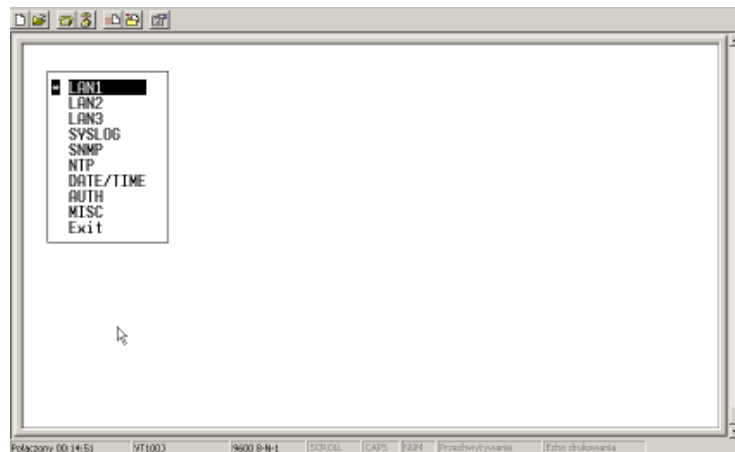 * LAN1
LAN2
LAN3
SYSLOG
SNMP
NTP
DATE/TIME
AUTH
MISC
Exit
Połączony 00:14:51 VT100J 9600 8-N-1 SCROLL CAPS NUM Przechwytywanie Echo drukowania